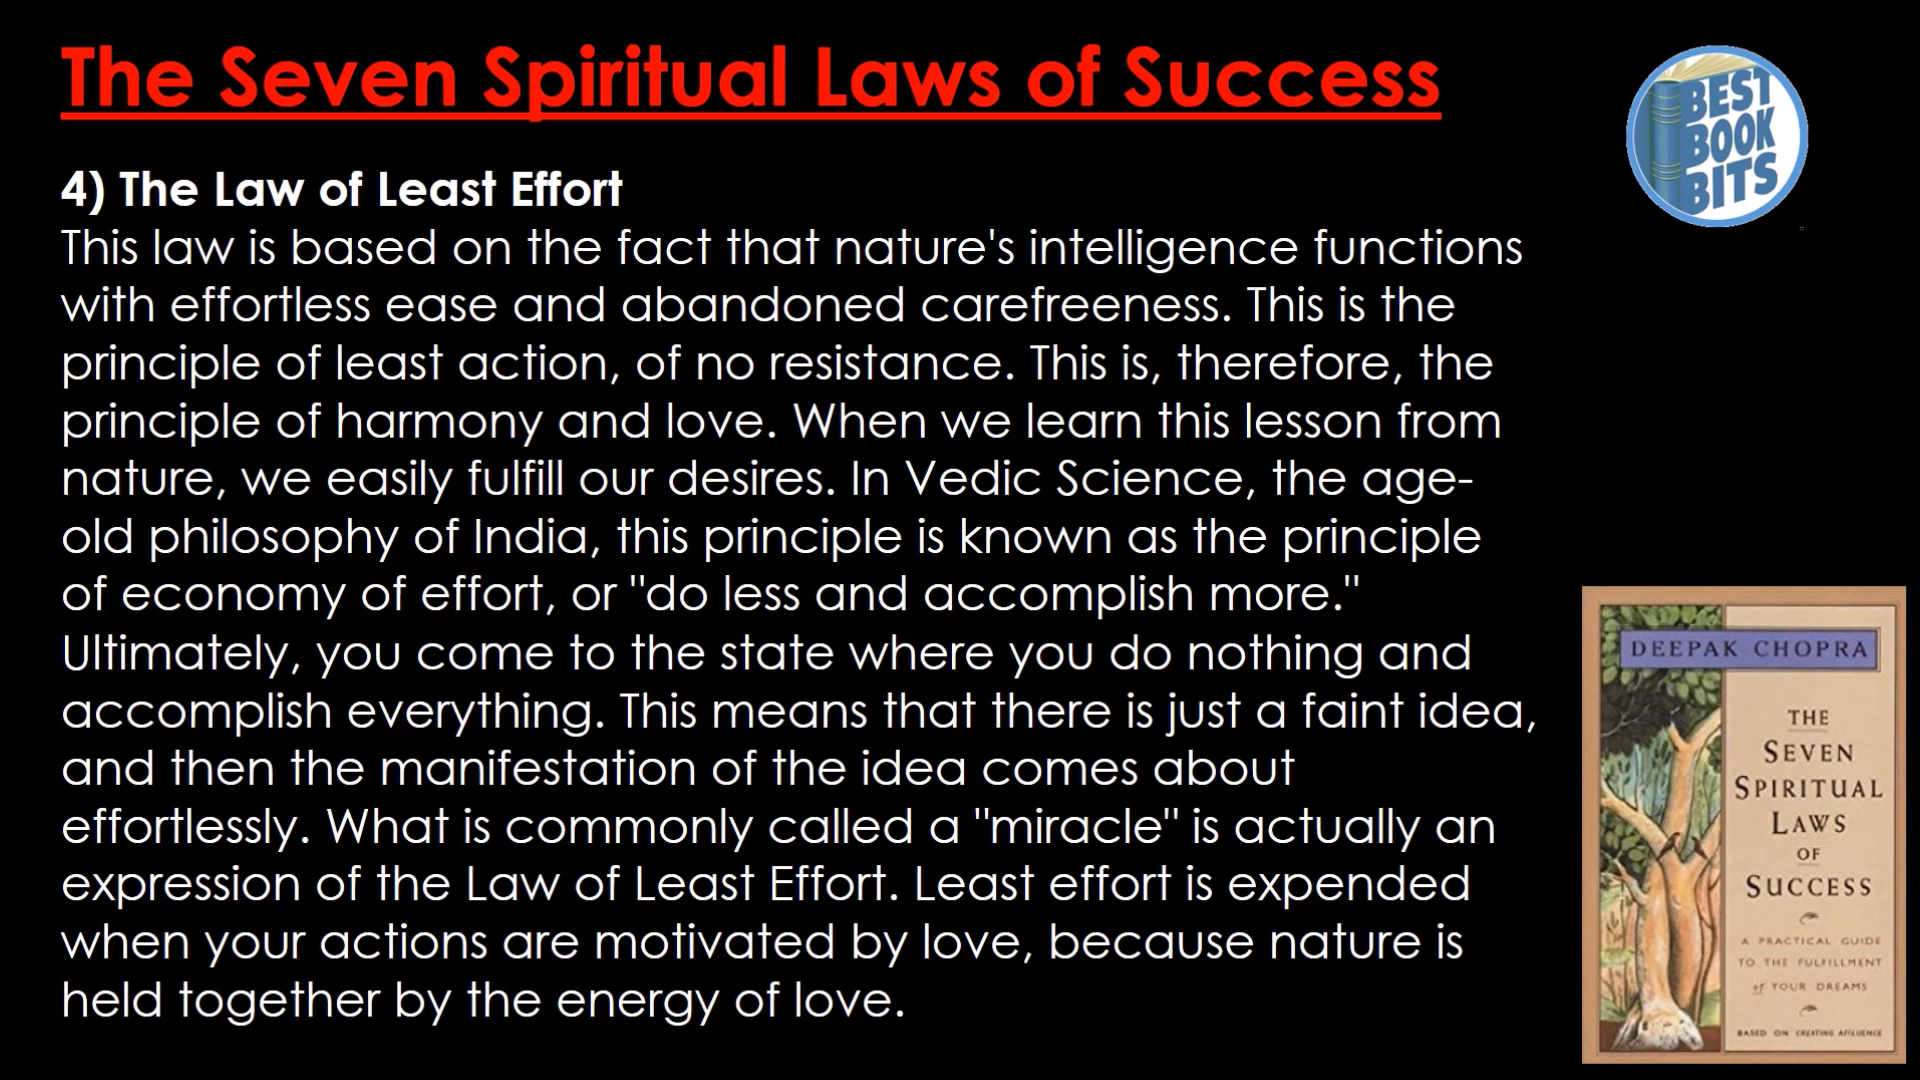 The Seven Spiritual Laws of Success
BEST
BOOK
BITS
4) The Law of Least Effort
This law is based on the fact that nature's intelligence functions
with effortless ease and abandoned carefreeness. This is the
principle of least action, of no resistance. This is, therefore, the
principle of harmony and love. When we learn this lesson from
nature, we easily fulfill our desires. In Vedic Science, the age-
old philosophy of India, this principle is known as the principle
of economy of effort, or "do less and accomplish more."
Ultimately, you come to the state where you do nothing and
accomplish everything. This means that there is just a faint idea,
and then the manifestation of the idea comes about
effortlessly. What is commonly called a "miracle" is actually an
expression of the Law of Least Effort. Least effort is expended
when your actions are motivated by love, because nature is
held together by the energy of love.
DEEPAK CHOPRA
THE
SEVEN
SPIRITUAL
LAWS
OF
SUCCESS
A PRACTICAL GUIDE
TO THE FULFILLMENT
of YOUR DREAMS
BASED ON CREATING AFFLUENCE